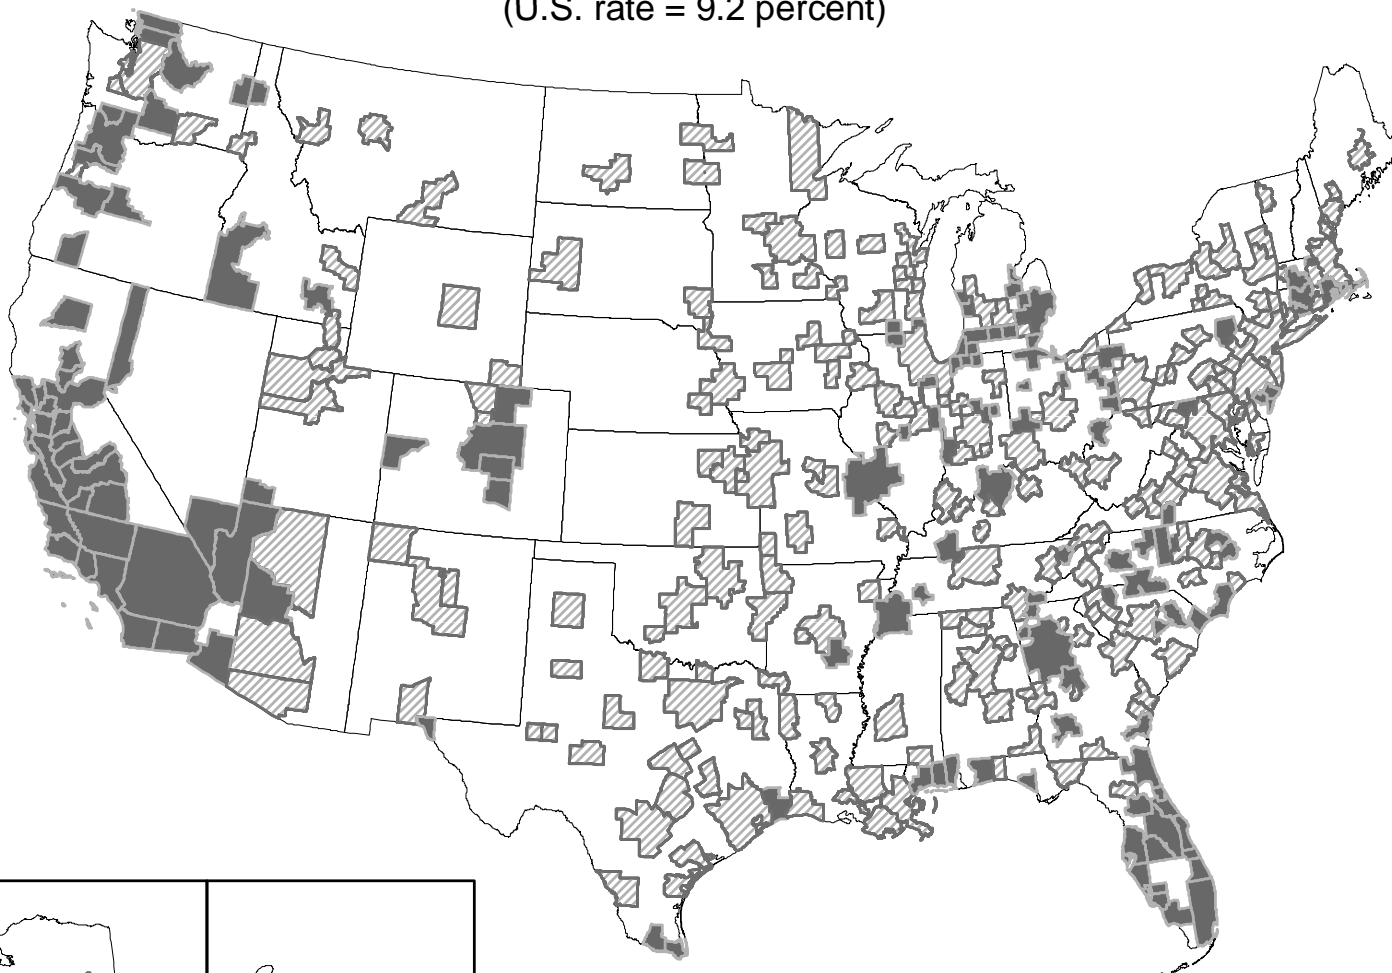 (U.S. rate = 9.2 percent)